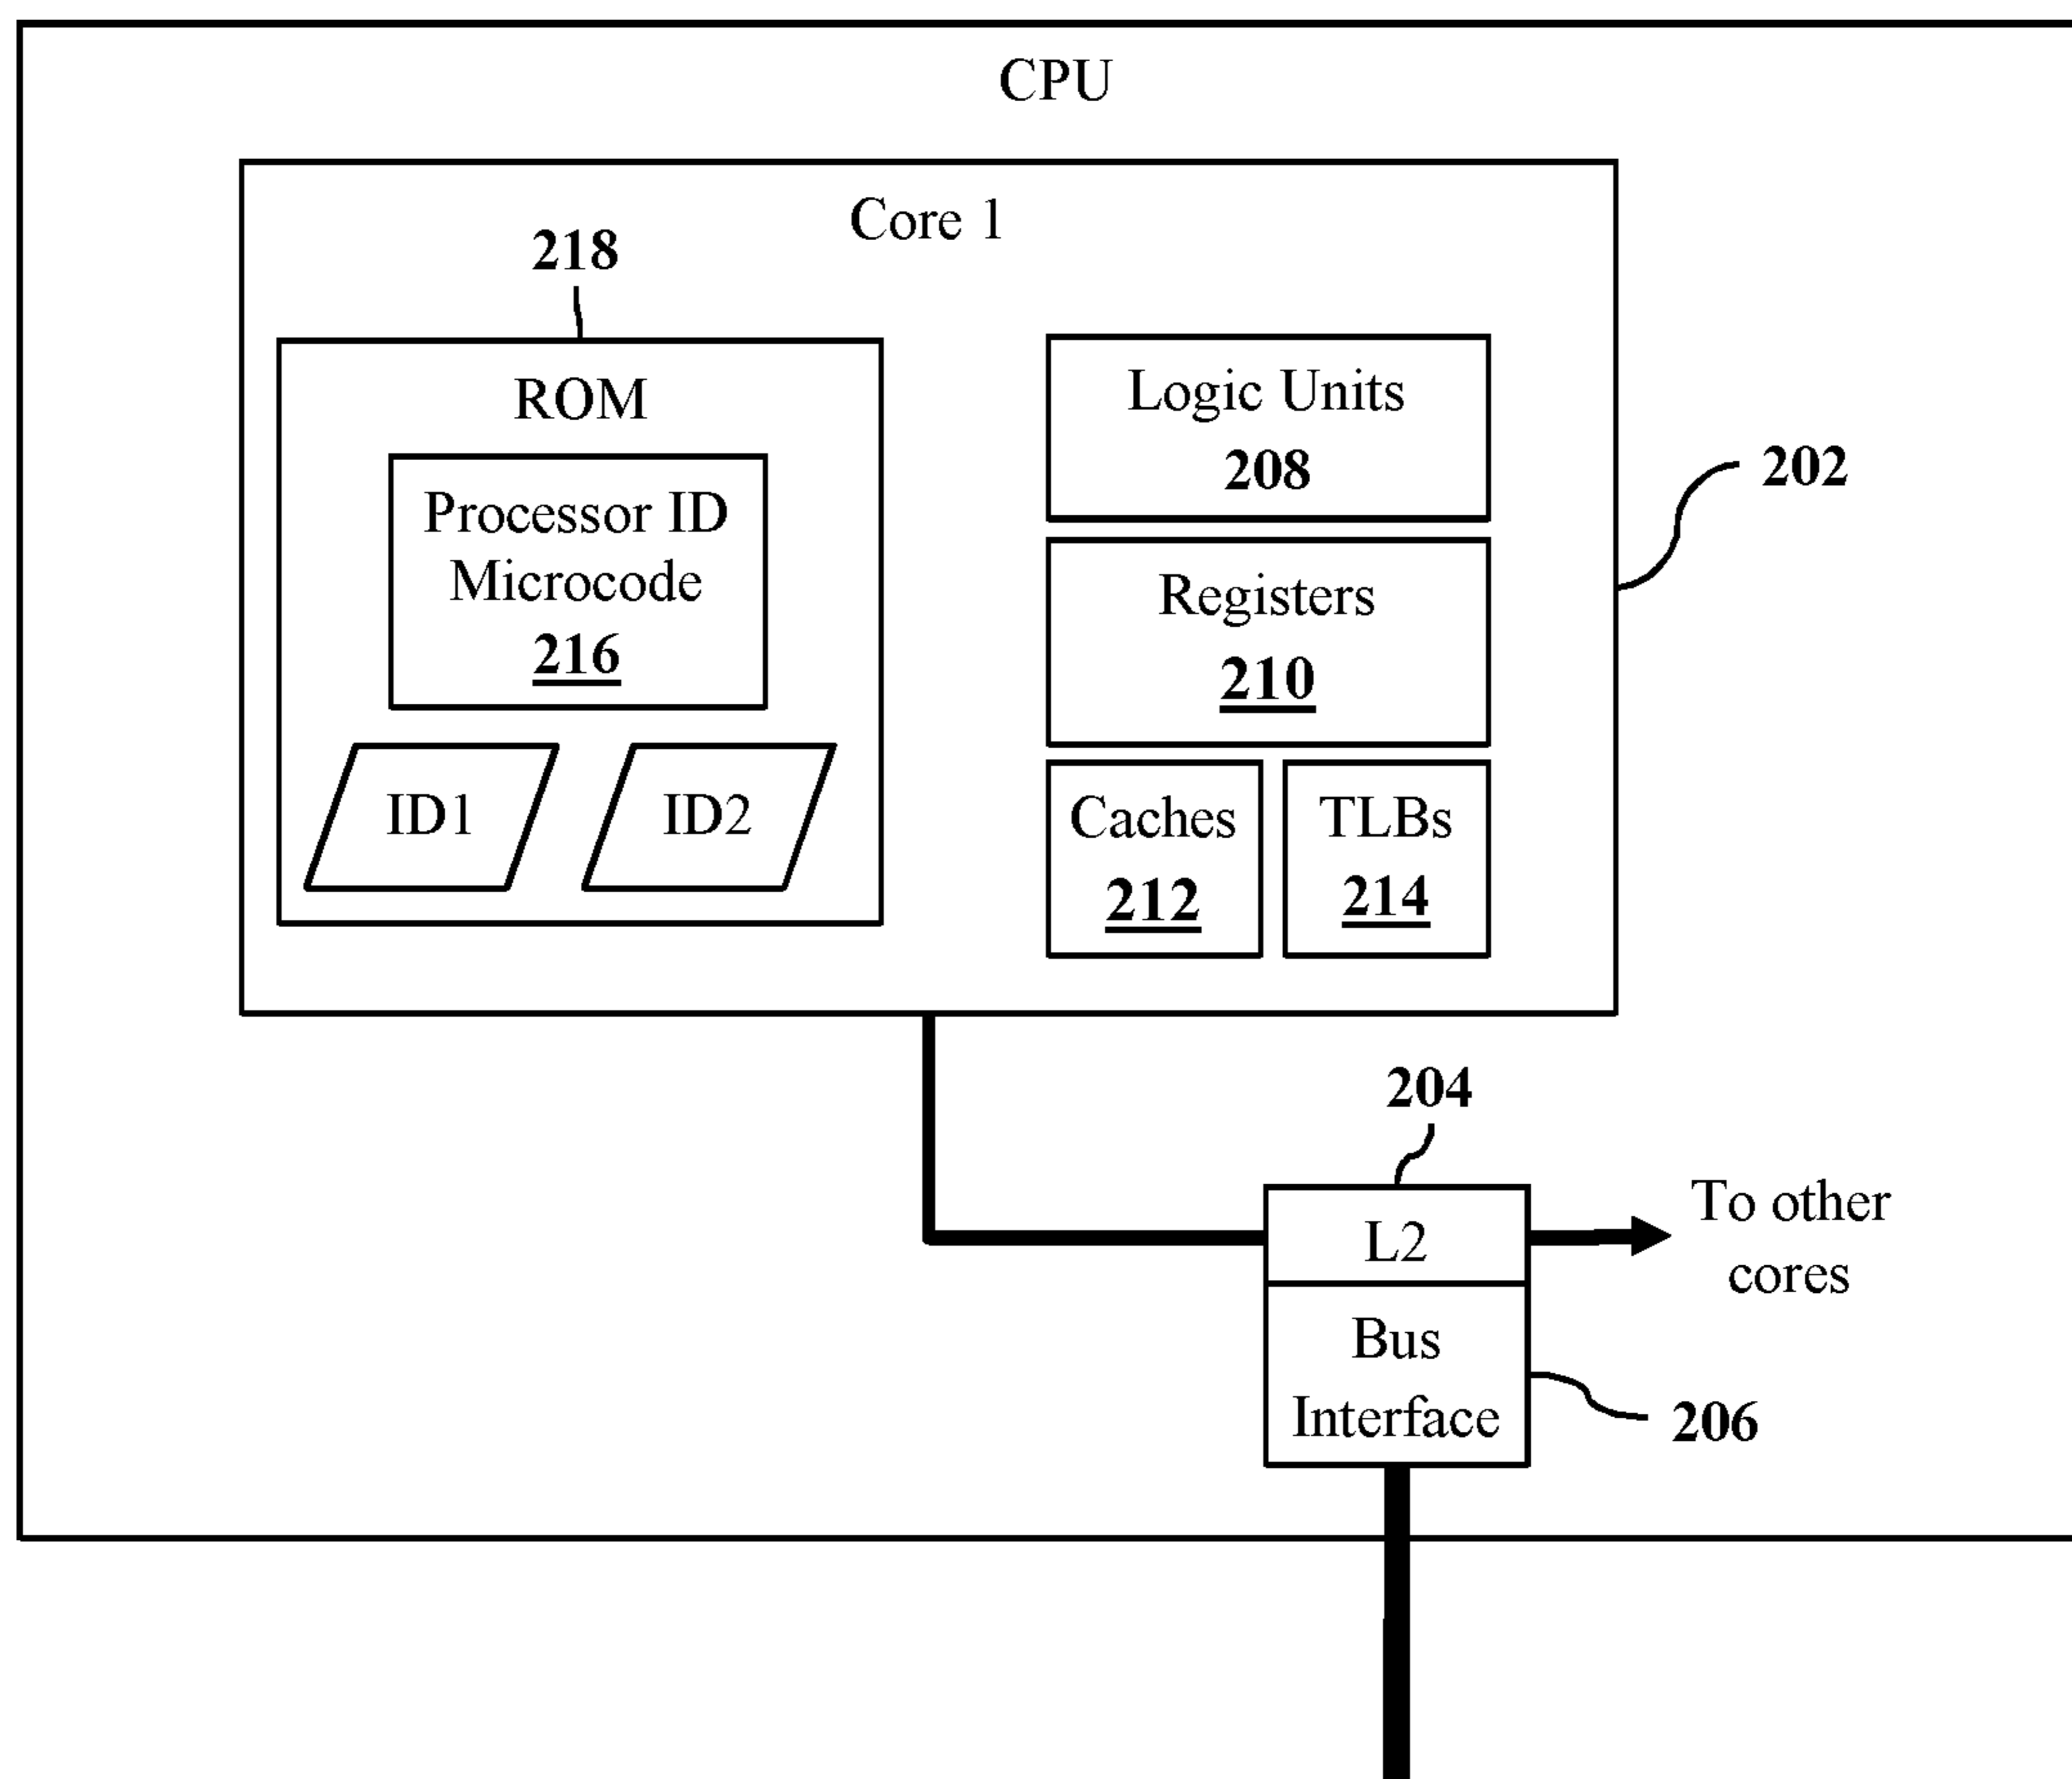 CPU
Core 1
218
ROM
Processor ID
Microcode
216
ID1
ID2
Logic Units
208
Registers
210
Caches
212
TLBs
214
202
204
L2
To other
cores
Bus
Interface
206